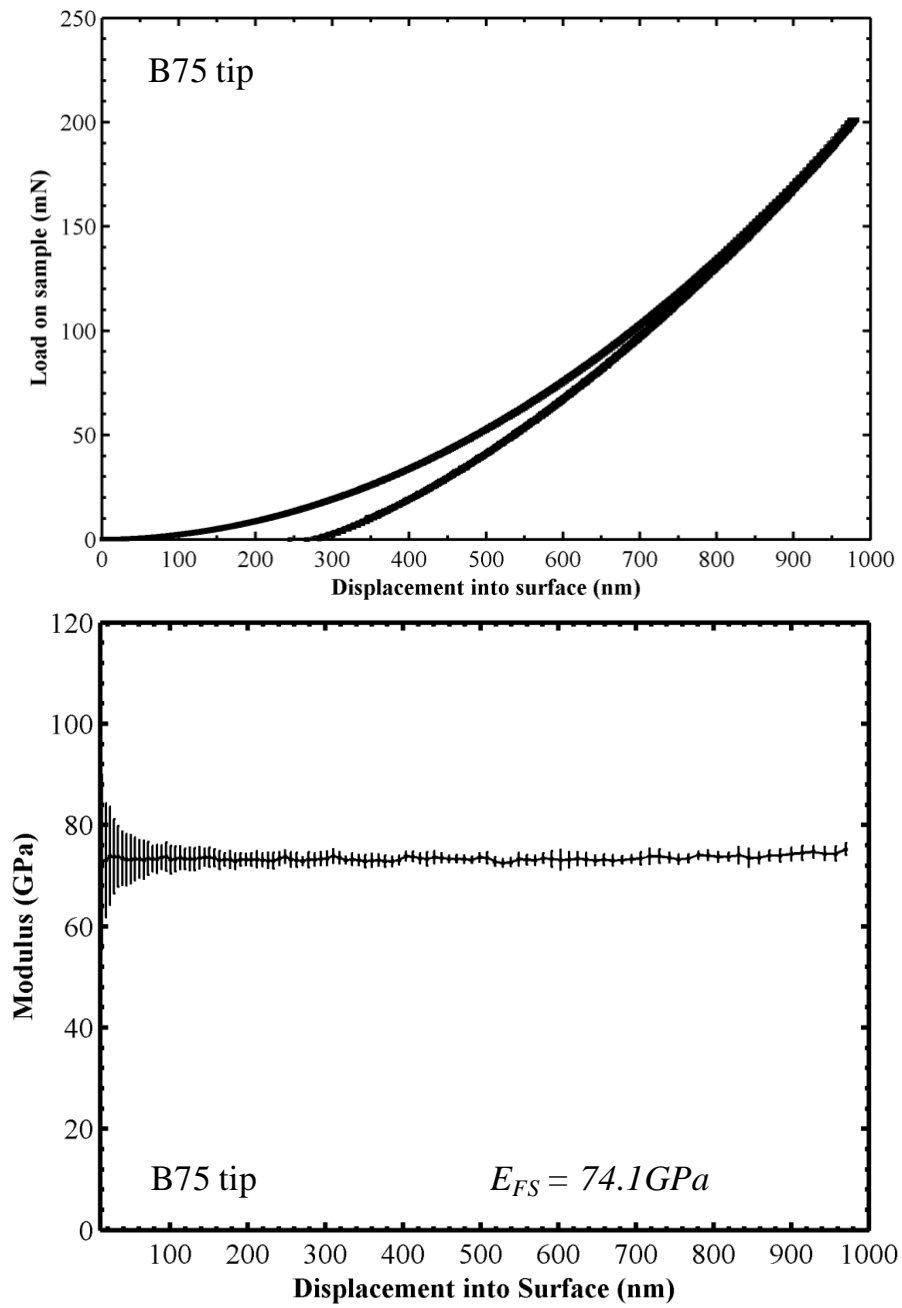 250
B75 tip
200
150
100
50
0
Load on sample (mN)
0 100 200 300 400 500 600 700 800 900 1000
Displacement into surface (nm)
120
100
80
60
40
20
0
Modulus (GPa)
B75 tip
E_FS = 74.1GPa
100 200 300 400 500 600 700 800 900 1000
Displacement into Surface (nm)